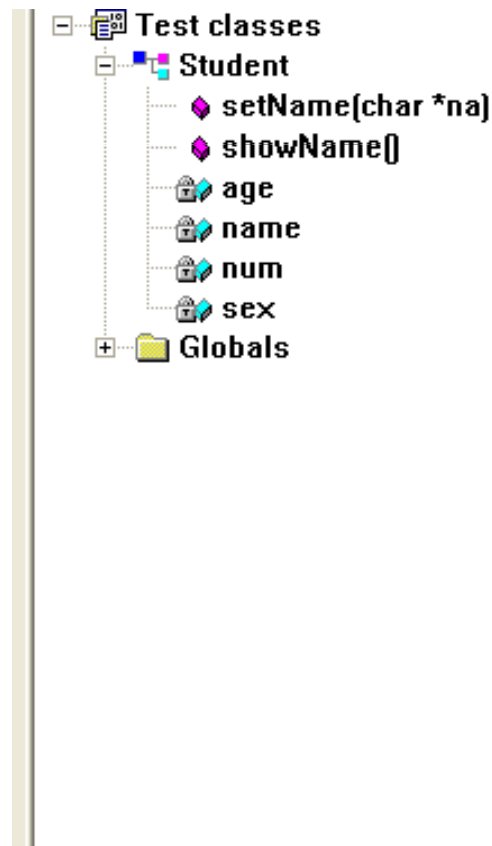 Test classes
Student
setName(char *na)
showName()
age
name
num
sex
Globals